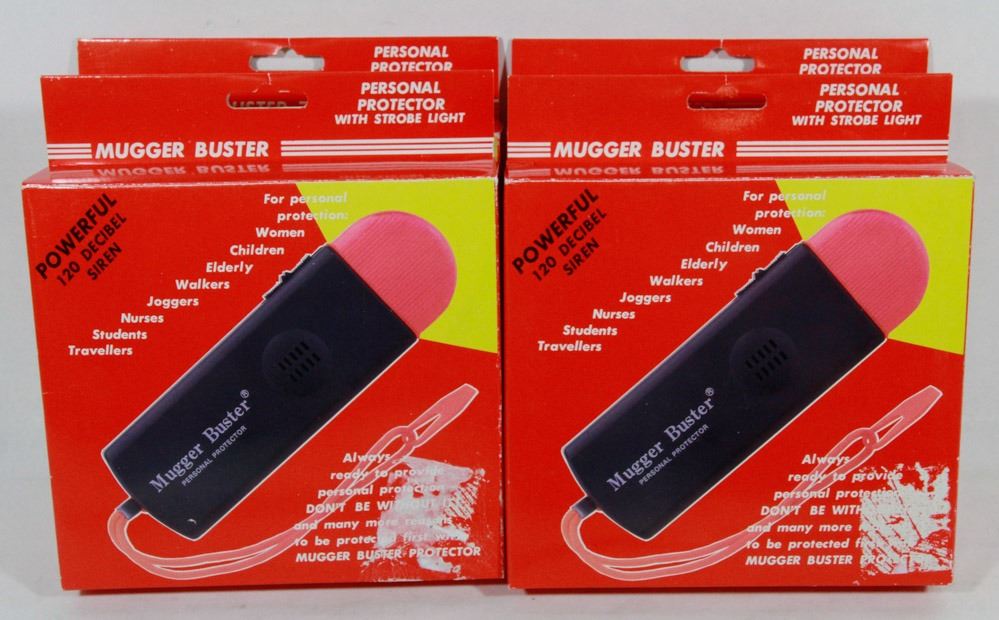 PERSONAL
PROTECTOR
PERSONAL
PROTECTOR
WITH STROBE LIGHT
MUGGER BUSTER
MUGGER BUSTER
POWERFUL
120 DECIBEL
SIREN
For personal
protection:
Women
Children
Elderly
Walkers
Joggers
Nurses
Students
Travellers
Mugger Buster®
PERSONAL PROTECTOR
Always
ready to provide
personal protection
DON'T BE WITHOUT
and many more reasons
to be protected first
MUGGER BUSTER PROTECTOR
PERSONAL
PROTECTOR
PERSONAL
PROTECTOR
WITH STROBE LIGHT
MUGGER BUSTER
MUGGER BUSTER
POWERFUL
120 DECIBEL
SIREN
For personal
protection:
Women
Children
Elderly
Walkers
Joggers
Nurses
Students
Travellers
Mugger Buster®
PERSONAL PROTECTOR
Always
ready to provide
personal protection
DON'T BE
and many more
to be protected
MUGGER BUSTER